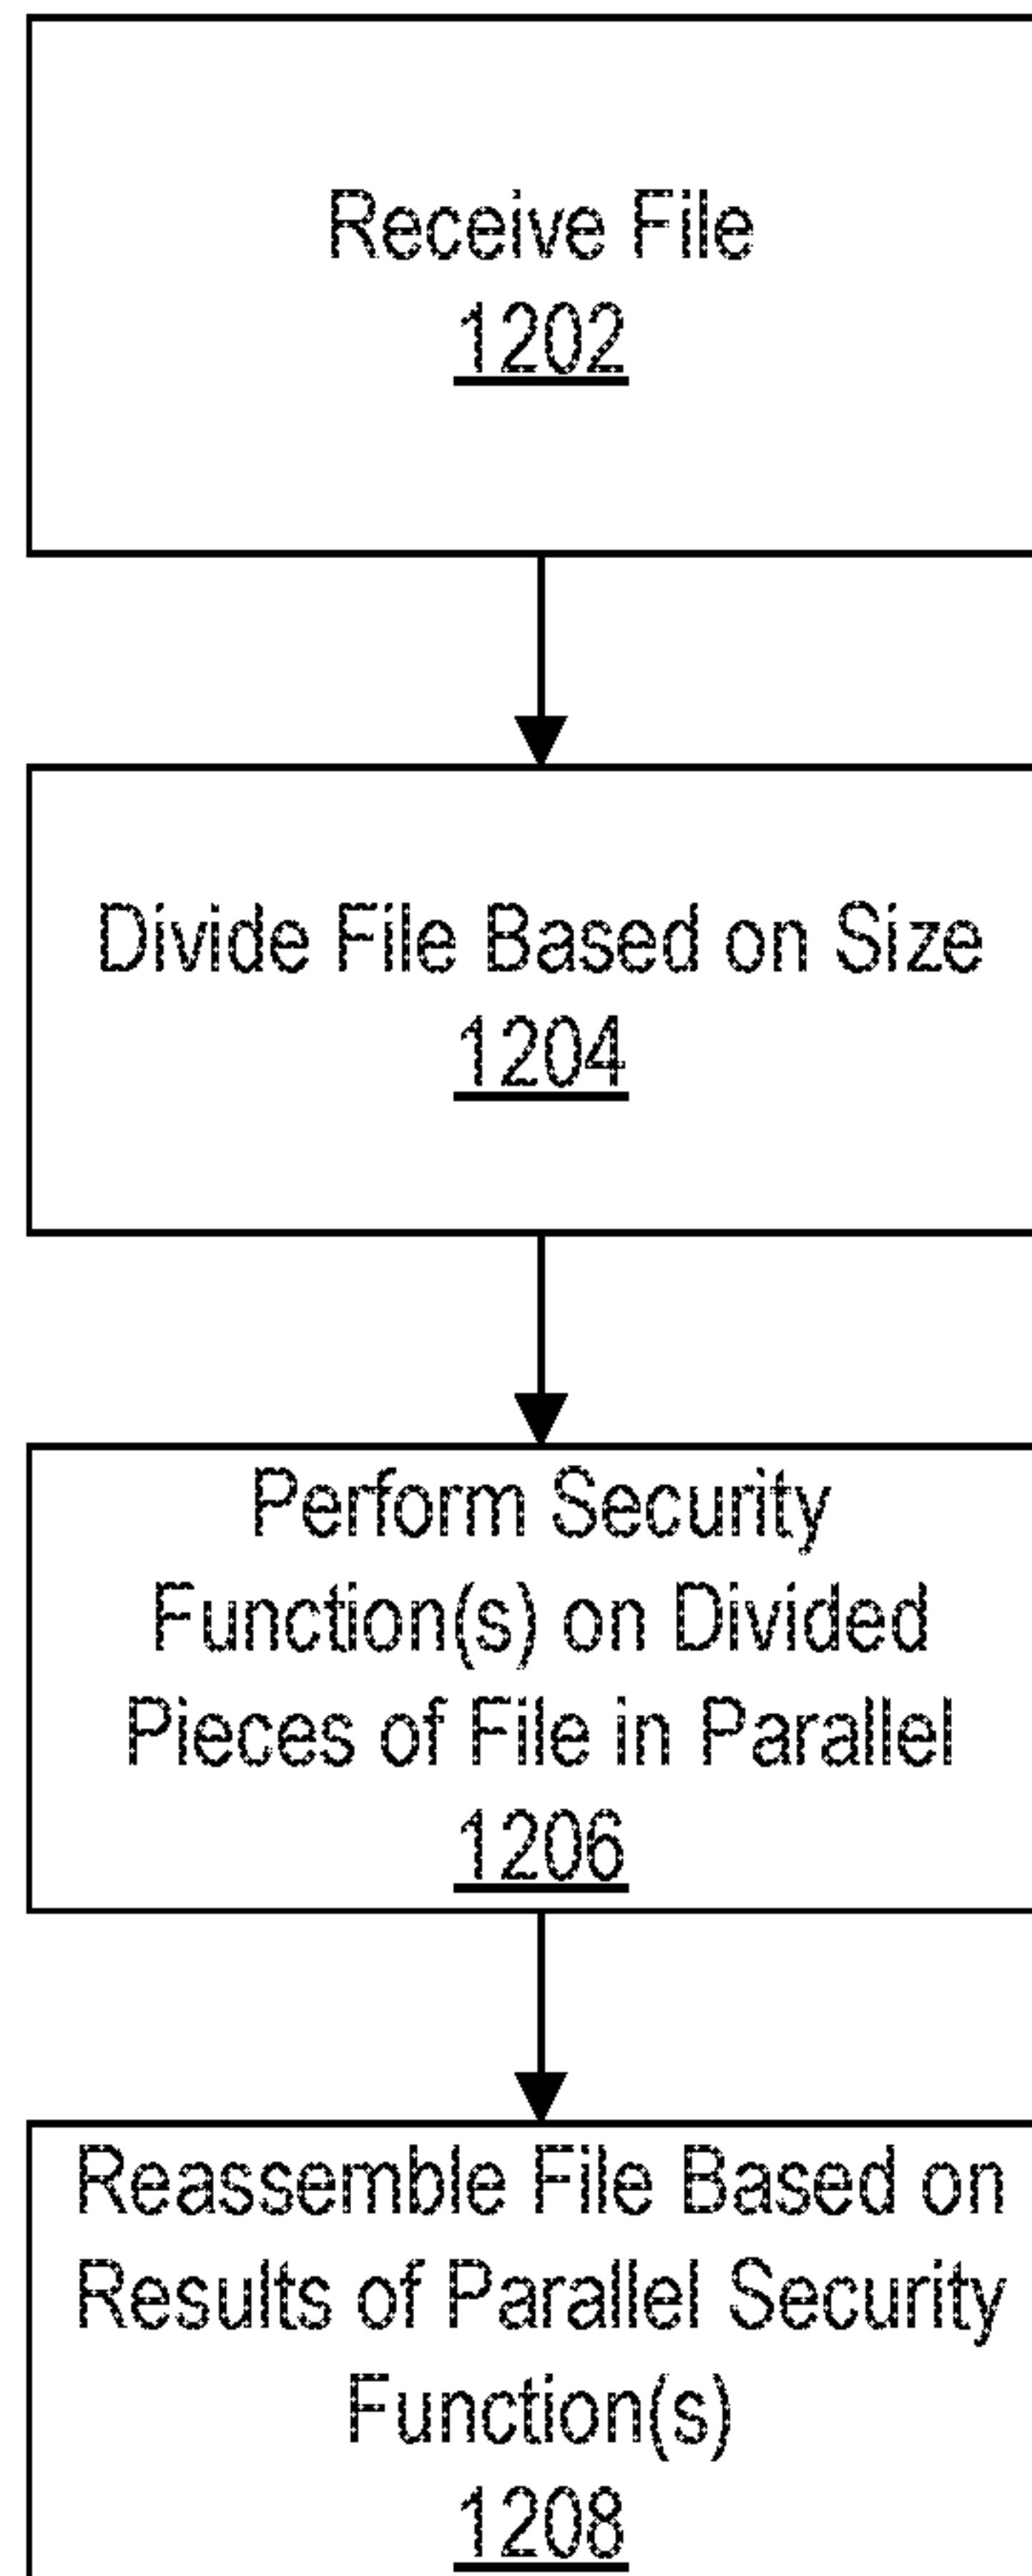 Receive File
1202
Divide File Based on Size
1204
Perform Security
Function(s) on Divided
Pieces of File in Parallel
1206
Reassemble File Based on
Results of Parallel Security
Function(s)
1208